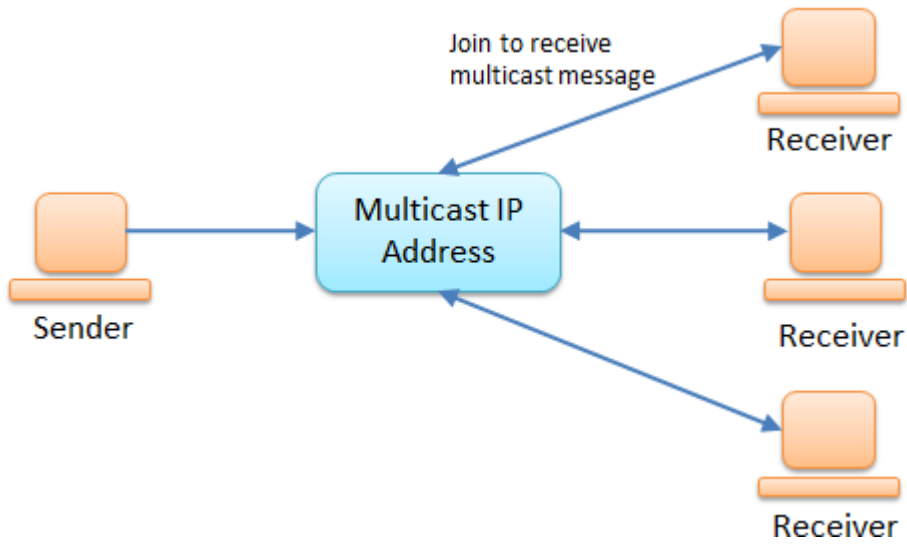 Join to receive
multicast message
Receiver
Multicast IP
Address
Sender
Receiver
Receiver